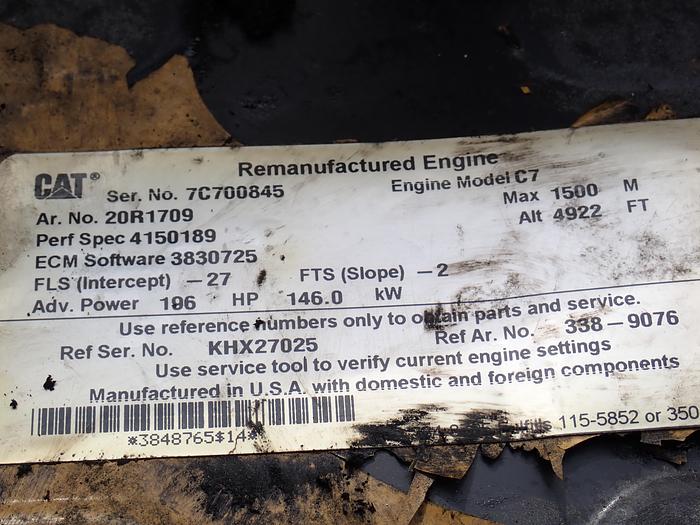 Remanufactured Engine
CAT® Ser. No. 7C700845 Engine Model C7
Ar. No. 20R1709 Max 1500 M
Perf Spec 4150189 Alt 4922 FT
ECM Software 3830725
FLS (Intercept) -27 FTS (Slope) -2
Adv. Power 196 HP 146.0 kW
Use reference numbers only to obtain parts and service.
Ref Ser. No. KHX27025 Ref Ar. No. 338-9076
Use service tool to verify current engine settings
Manufactured in U.S.A. with domestic and foreign components
*3848765$14*
115-5852 or 350